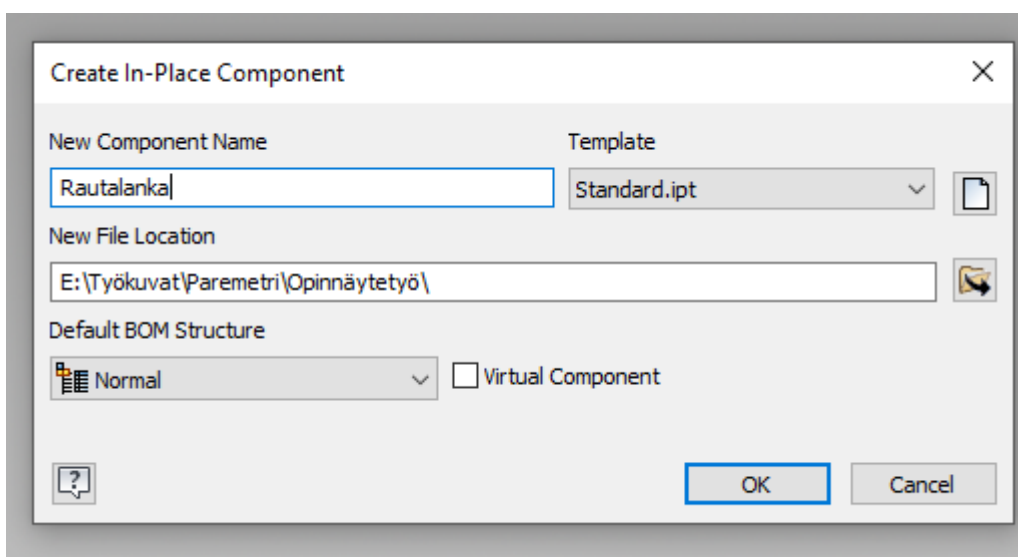 Create In-Place Component
New Component Name
Template
Rautalanka
Standard.ipt
New File Location
E:\Työkuvat\Paremetri\Opinnäytetyö\
Default BOM Structure
Normal
Virtual Component
?
OK
Cancel